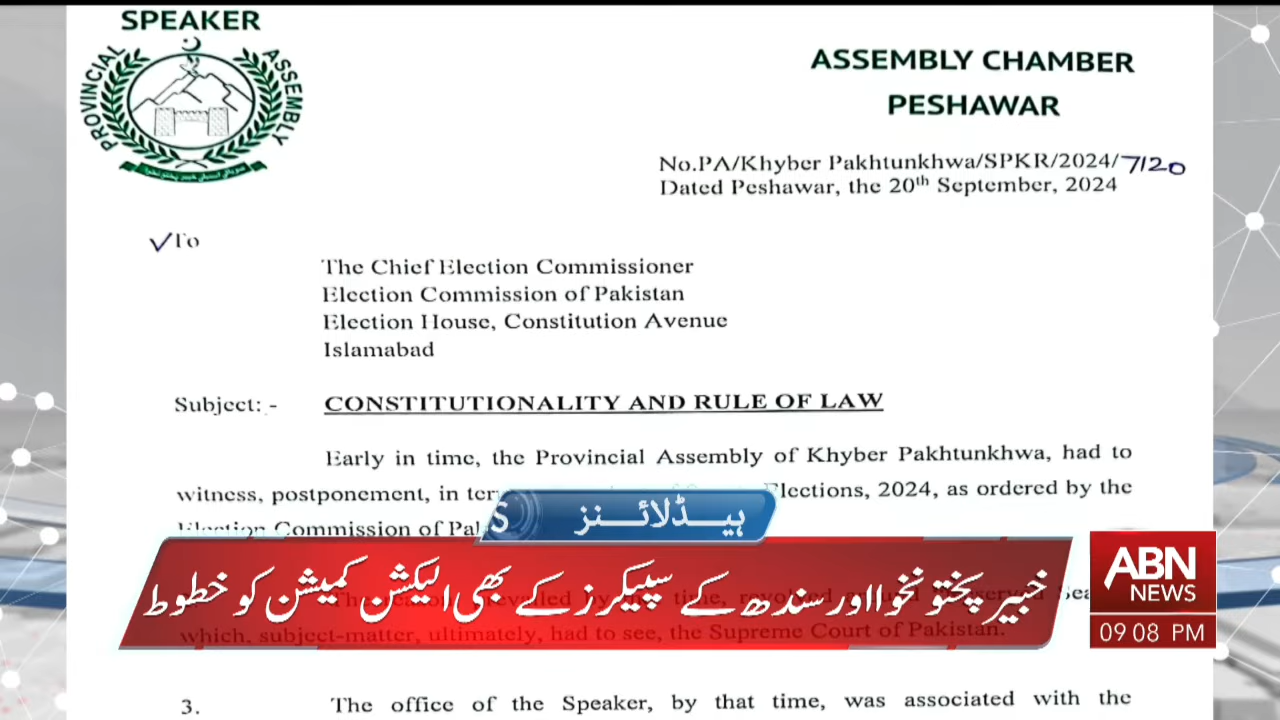 SPEAKER
PROVINCIAL ASSEMBLY
ASSEMBLY CHAMBER
PESHAWAR
No.PA/Khyber Pakhtunkhwa/SPKR/2024/7120
Dated Peshawar, the 20th September, 2024
✓To
The Chief Election Commissioner
Election Commission of Pakistan
Election House, Constitution Avenue
Islamabad
Subject: - CONSTITUTIONALITY AND RULE OF LAW
Early in time, the Provincial Assembly of Khyber Pakhtunkhwa, had to
witness, postponement, in Elections, 2024, as ordered by the
Election Commission of
ہیڈلائنز
خیبر پختونخوا اور سندھ کے سپیکرز کے بھی الیکشن کمیشن کو خطوط
which, subject-matter, ultimately, had to see, the Supreme Court of Pakistan.
3. The office of the Speaker, by that time, was associated with the
ABN
NEWS
09 08 PM